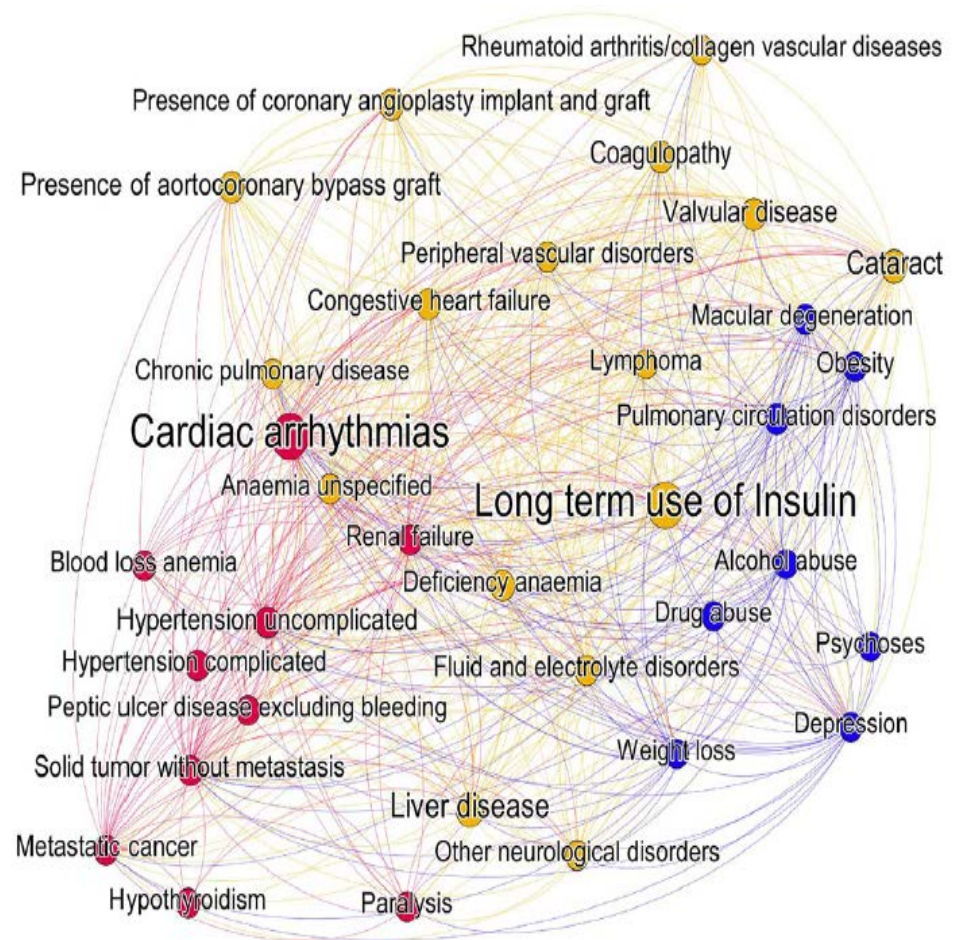 Rheumatoid arthritis/collagen vascular diseases
Presence of coronary angioplasty implant and graft
Coagulopathy
Presence of aortocoronary bypass graft
Valvular disease
Peripheral vascular disorders
Cataract
Congestive heart failure
Macular degeneration
Lymphoma
Obesity
Chronic pulmonary disease
Pulmonary circulation disorders
Cardiac arrhythmias
Anaemia unspecified
Long term use of Insulin
Renal failure
Blood loss anemia
Alcohol abuse
Deficiency anaemia
Drug abuse
Hypertension uncomplicated
Psychoses
Hypertension complicated
Fluid and electrolyte disorders
Peptic ulcer disease excluding bleeding
Depression
Weight loss
Solid tumor without metastasis
Liver disease
Metastatic cancer
Other neurological disorders
Hypothyroidism
Paralysis